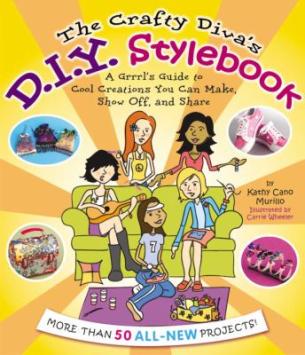 The Crafty Diva's
D.I.Y. Stylebook
A Grrrl's Guide to
Cool Creations You Can Make,
Show Off, and Share
by
Kathy Cano
Murillo
Illustrated by
Carrie Wheeler
7
MORE THAN 50 ALL-NEW PROJECTS!